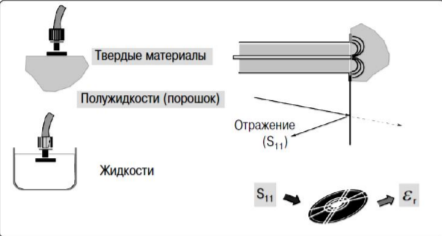 Твердые материалы
Полужидкости (порошок)
Отражение
(S₁₁)
Жидкости
S₁₁
εᵣ